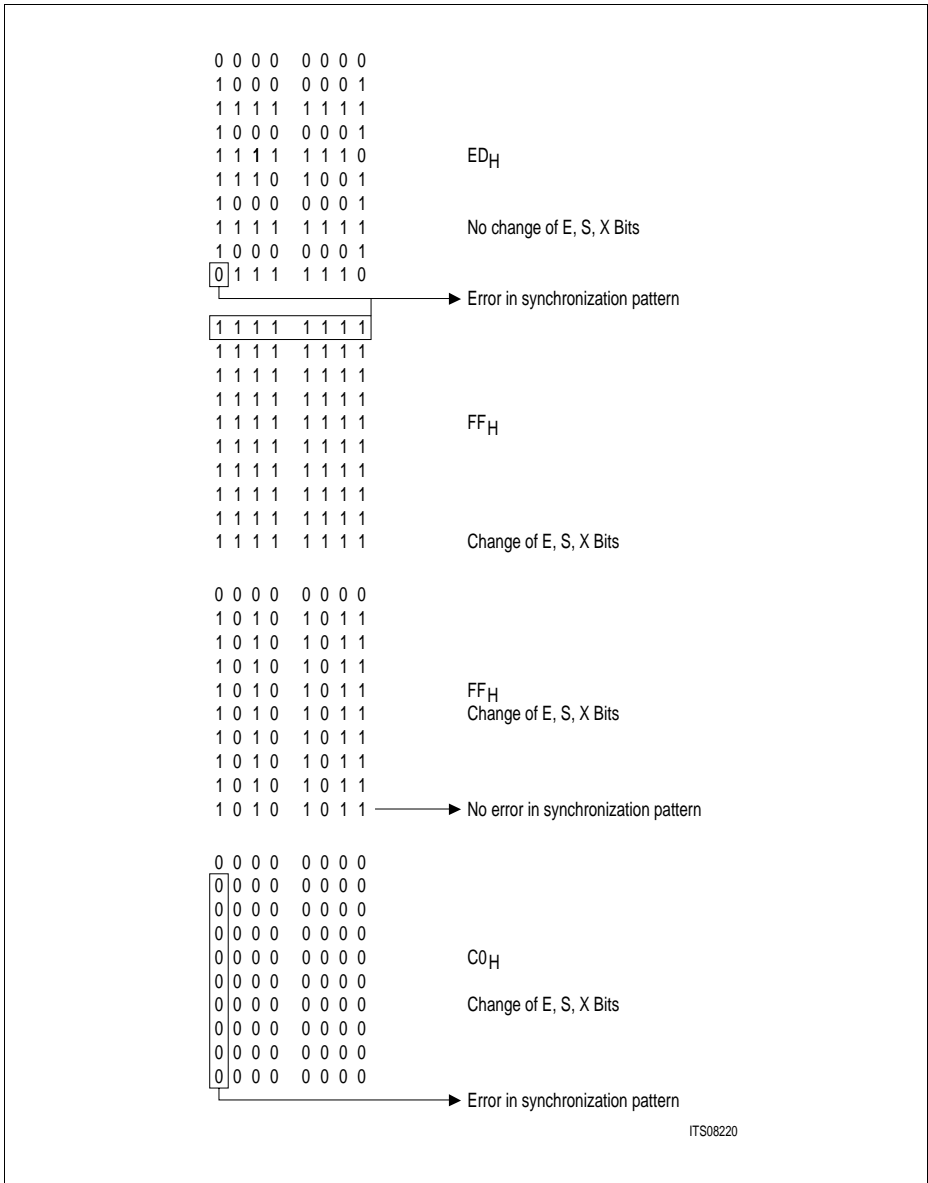 0 0 0 0 0 0 0 0
1 0 0 0 0 0 0 1
1 1 1 1 1 1 1 1
1 0 0 0 0 0 0 1
1 1 1 1 1 1 1 0 EDH
1 1 1 0 1 0 0 1
1 0 0 0 0 0 0 1
1 1 1 1 1 1 1 1 No change of E, S, X Bits
1 0 0 0 0 0 0 1
0 1 1 1 1 1 1 0
Error in synchronization pattern
1 1 1 1 1 1 1 1
1 1 1 1 1 1 1 1
1 1 1 1 1 1 1 1
1 1 1 1 1 1 1 1
1 1 1 1 1 1 1 1 FFH
1 1 1 1 1 1 1 1
1 1 1 1 1 1 1 1
1 1 1 1 1 1 1 1
1 1 1 1 1 1 1 1
1 1 1 1 1 1 1 1 Change of E, S, X Bits
0 0 0 0 0 0 0 0
1 0 1 0 1 0 1 1
1 0 1 0 1 0 1 1
1 0 1 0 1 0 1 1
1 0 1 0 1 0 1 1 FFH
1 0 1 0 1 0 1 1 Change of E, S, X Bits
1 0 1 0 1 0 1 1
1 0 1 0 1 0 1 1
1 0 1 0 1 0 1 1
1 0 1 0 1 0 1 1 No error in synchronization pattern
0 0 0 0 0 0 0 0
0 0 0 0 0 0 0 0
0 0 0 0 0 0 0 0
0 0 0 0 0 0 0 0
0 0 0 0 0 0 0 0 C0H
0 0 0 0 0 0 0 0
0 0 0 0 0 0 0 0 Change of E, S, X Bits
0 0 0 0 0 0 0 0
0 0 0 0 0 0 0 0
0 0 0 0 0 0 0 0
Error in synchronization pattern
ITS08220